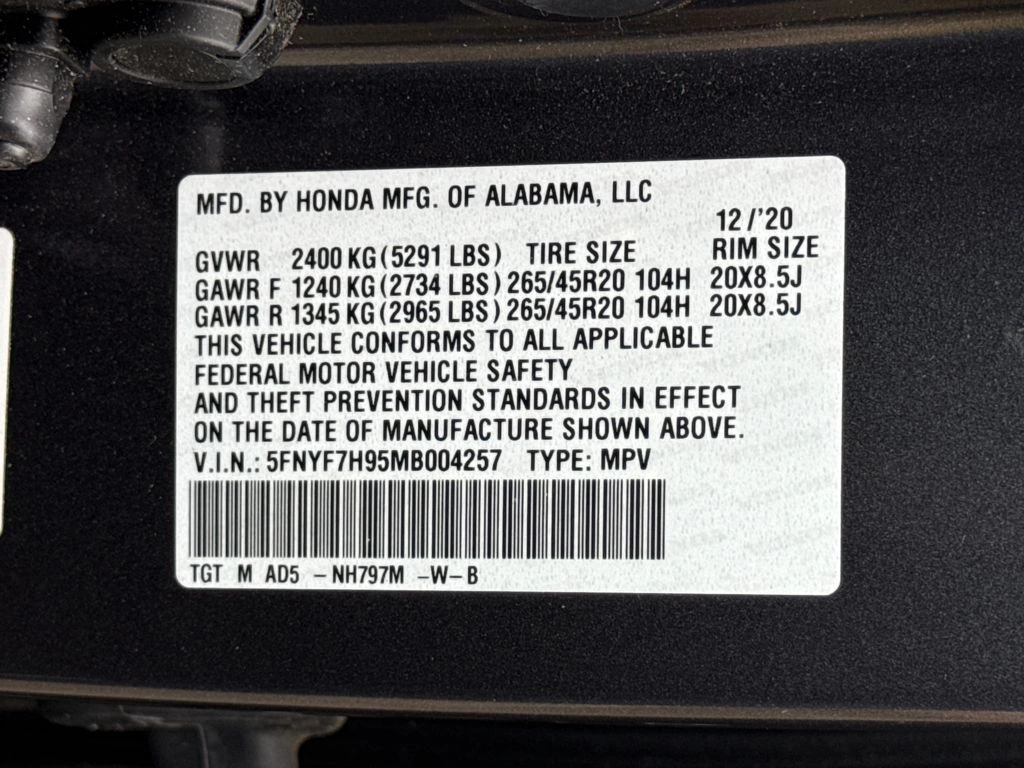 MFD. BY HONDA MFG. OF ALABAMA, LLC
12/'20
GVWR 2400 KG (5291 LBS) TIRE SIZE RIM SIZE
GAWR F 1240 KG (2734 LBS) 265/45R20 104H 20X8.5J
GAWR R 1345 KG (2965 LBS) 265/45R20 104H 20X8.5J
THIS VEHICLE CONFORMS TO ALL APPLICABLE
FEDERAL MOTOR VEHICLE SAFETY
AND THEFT PREVENTION STANDARDS IN EFFECT
ON THE DATE OF MANUFACTURE SHOWN ABOVE.
V.I.N.: 5FNYF7H95MB004257 TYPE: MPV
TGT M AD5 -NH797M -W-B